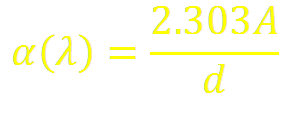 α(λ) = 2.303A / d